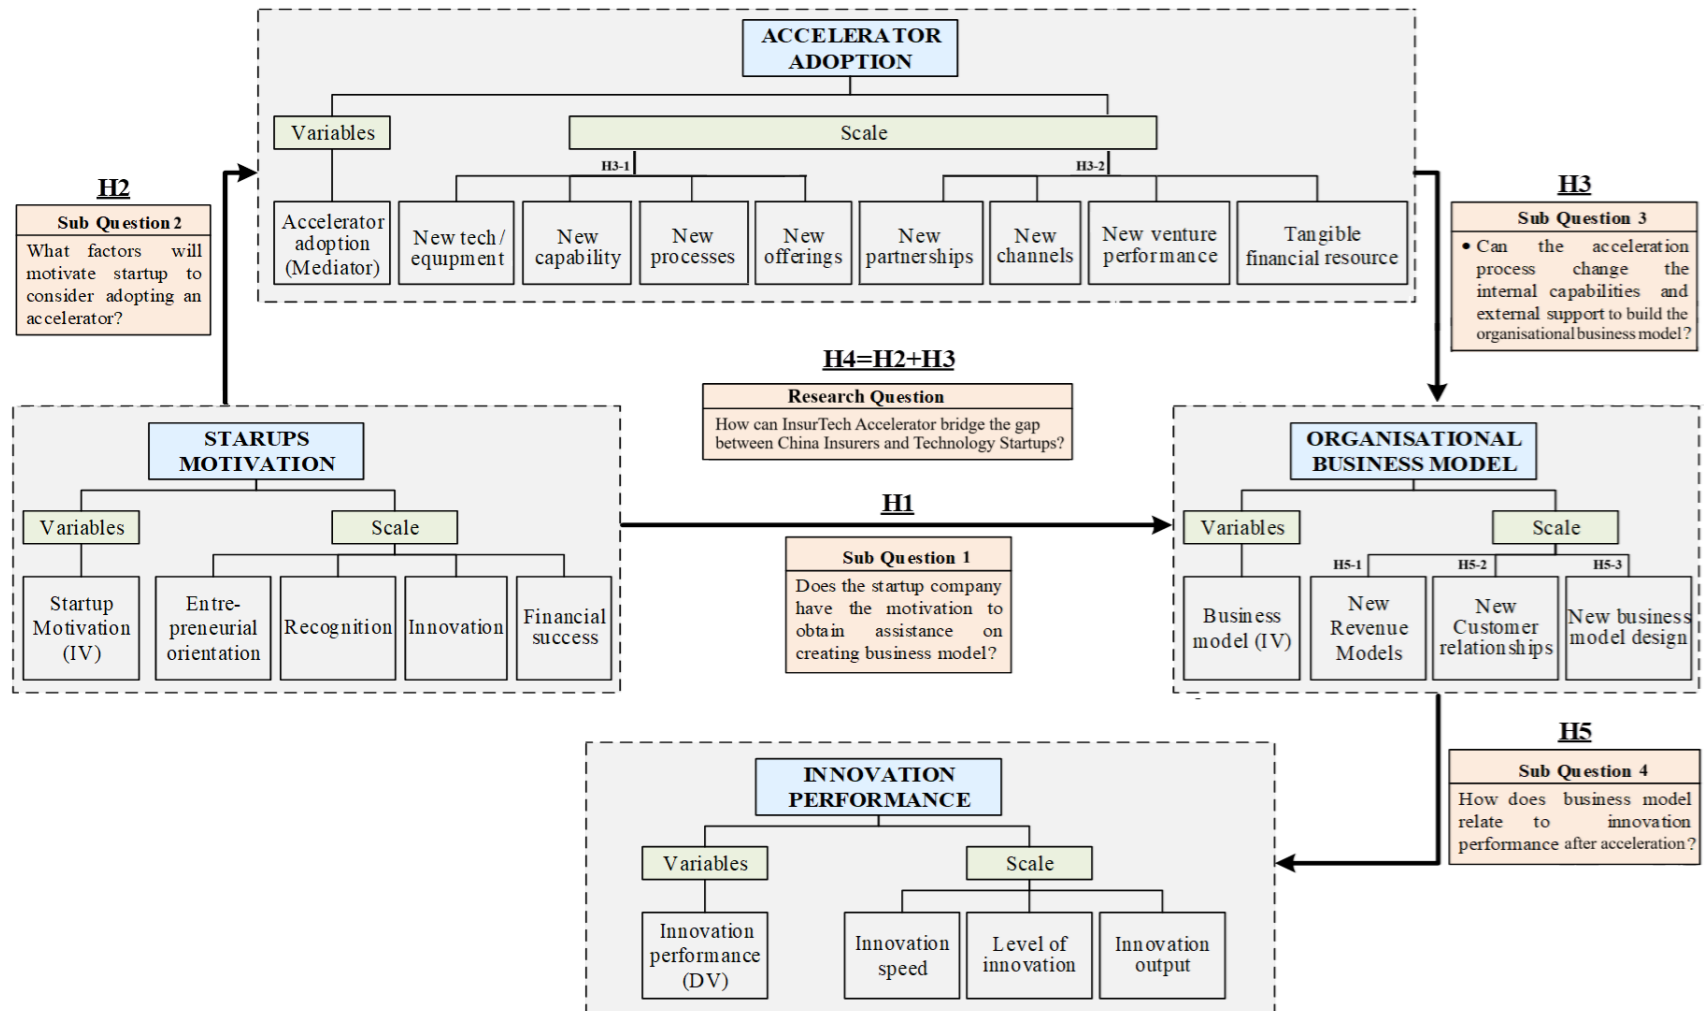 ACCELERATOR
ADOPTION
Variables
Scale
H3-1
H3-2
Accelerator
adoption
(Mediator)
New tech/
equipment
New
capability
New
processes
New
offerings
New
partnerships
New
channels
New venture
performance
Tangible
financial resource
H2
Sub Question 2
What factors will
motivate startup to
consider adopting an
accelerator?
H3
Sub Question 3
• Can the acceleration
process change the
internal capabilities and
external support to build the
organisational business model?
H4=H2+H3
Research Question
How can InsurTech Accelerator bridge the gap
between China Insurers and Technology Startups?
STARUPS
MOTIVATION
Variables
Scale
Startup
Motivation
(IV)
Entre-
preneurial
orientation
Recognition
Innovation
Financial
success
H1
Sub Question 1
Does the startup company
have the motivation to
obtain assistance on
creating business model?
ORGANISATIONAL
BUSINESS MODEL
Variables
Scale
H5-1
H5-2
H5-3
Business
model (IV)
New
Revenue
Models
New
Customer
relationships
New business
model design
H5
Sub Question 4
How does business model
relate to innovation
performance after acceleration?
INNOVATION
PERFORMANCE
Variables
Scale
Innovation
performance
(DV)
Innovation
speed
Level of
innovation
Innovation
output